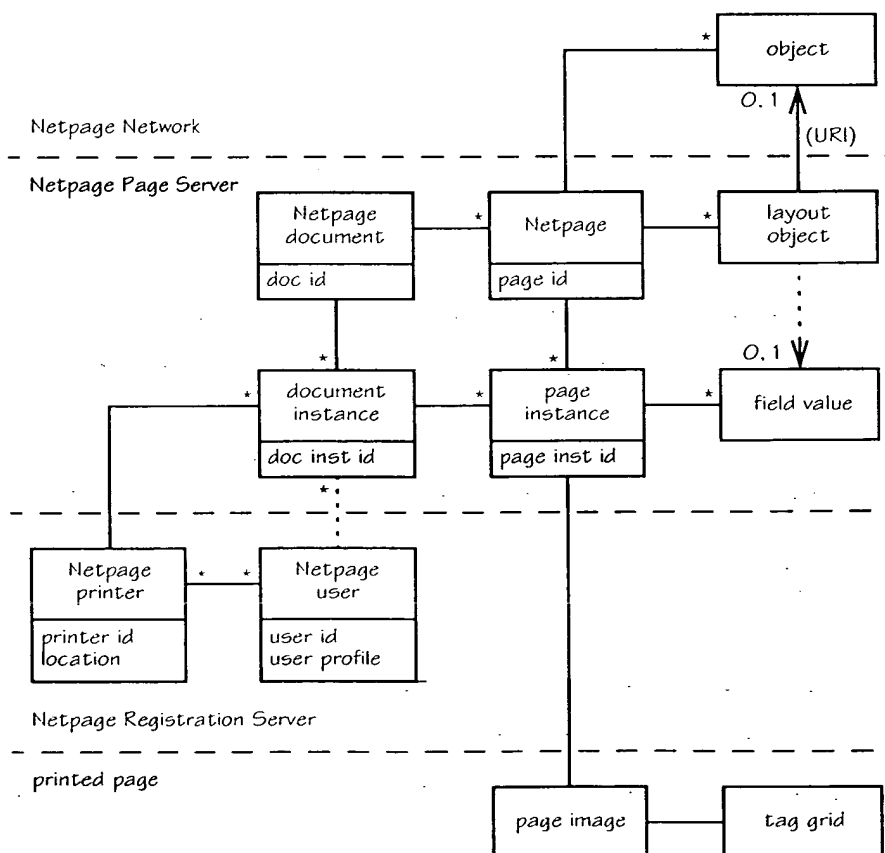 *
object
0,1
(URI)
Netpage Network
Netpage Page Server
Netpage
document
doc id
*
Netpage
page id
*
layout
object
*
*
0,1
*
document
instance
doc inst id
*
page
instance
page inst id
*
field value
*
Netpage
printer
printer id
location
*
*
Netpage
user
user id
user profile
Netpage Registration Server
printed page
page image
tag grid